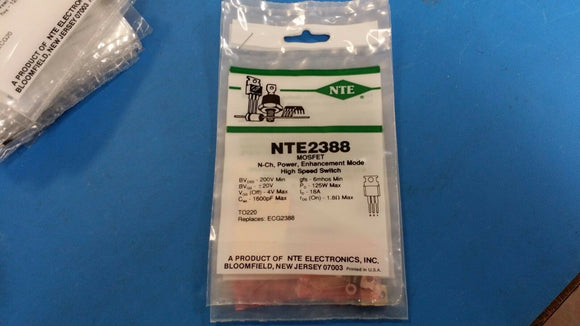 A PRODUCT OF NTE ELECTRONICS, INC.
BLOOMFIELD, NEW JERSEY 07003
NTE
NTE2388
MOSFET
N-Ch, Power, Enhancement Mode
High Speed Switch
BVDSS - 200V Min gfs - 6mhos Min
BVGS - ±20V PD - 125W Max
VGS (Off) - 4V Max ID - 18A
- 1600pF Max rDS (On) - 1.8Ω Max
TO220
Replaces: ECG2388
A PRODUCT OF NTE ELECTRONICS, INC.
BLOOMFIELD, NEW JERSEY 07003 Printed in U.S.A.